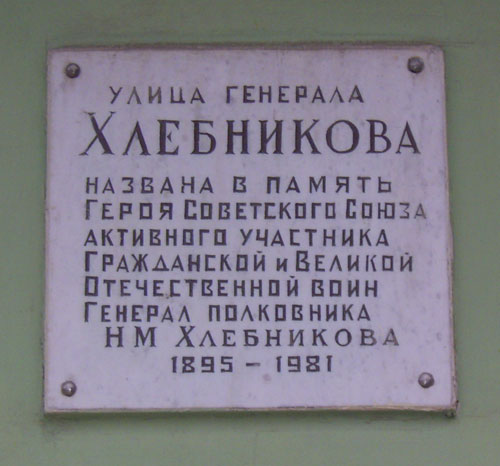 УЛИЦА ГЕНЕРАЛА
ХЛЕБНИКОВА
НАЗВАНА В ПАМЯТЬ
ГЕРОЯ СОВЕТСКОГО СОЮЗА
АКТИВНОГО УЧАСТНИКА
ГРАЖДАНСКОЙ И ВЕЛИКОЙ
ОТЕЧЕСТВЕННОЙ ВОИН
ГЕНЕРАЛ ПОЛКОВНИКА
НМ ХЛЕБНИКОВА
1895 - 1981